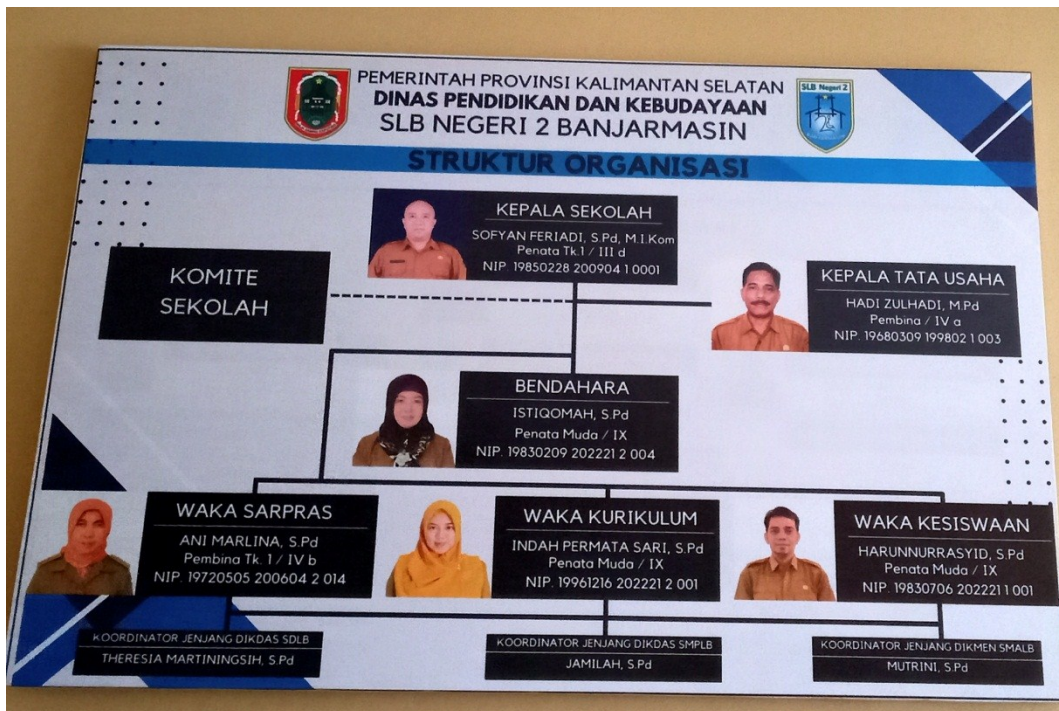 PEMERINTAH PROVINSI KALIMANTAN SELATAN
DINAS PENDIDIKAN DAN KEBUDAYAAN
SLB NEGERI 2 BANJARMASIN
SLB Negeri 2
STRUKTUR ORGANISASI
KEPALA SEKOLAH
SOFYAN FERIADI, S.Pd, M.I.Kom
Penata Tk.1 / III d
NIP. 19850228 200904 1 0001
KOMITE
SEKOLAH
KEPALA TATA USAHA
HADI ZULHADI, M.Pd
Pembina / IV a
NIP. 19680309 199802 1 003
BENDAHARA
ISTIQOMAH, S.Pd
Penata Muda / IX
NIP. 19830209 202221 2 004
WAKA SARPRAS
ANI MARLINA, S.Pd
Pembina Tk. 1 / IV b
NIP. 19720505 200604 2 014
WAKA KURIKULUM
INDAH PERMATA SARI, S.Pd
Penata Muda / IX
NIP. 19961216 202221 2 001
WAKA KESISWAAN
HARUNNURRASYID, S.Pd
Penata Muda / IX
NIP. 19830706 202221 1 001
KOORDINATOR JENJANG DIKDAS SDLB
THERESIA MARTININGSIH, S.Pd
KOORDINATOR JENJANG DIKDAS SMPLB
JAMILAH, S.Pd
KOORDINATOR JENJANG DIKMEN SMALB
MUTRINI, S.Pd